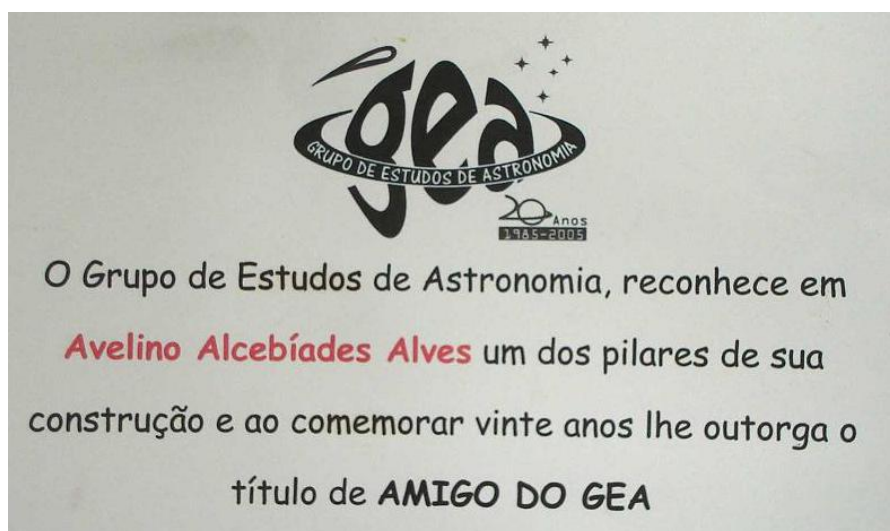 gea
GRUPO DE ESTUDOS DE ASTRONOMIA
20 Anos
1985-2005
O Grupo de Estudos de Astronomia, reconhece em
Avelino Alcebíades Alves um dos pilares de sua
construção e ao comemorar vinte anos lhe outorga o
título de AMIGO DO GEA